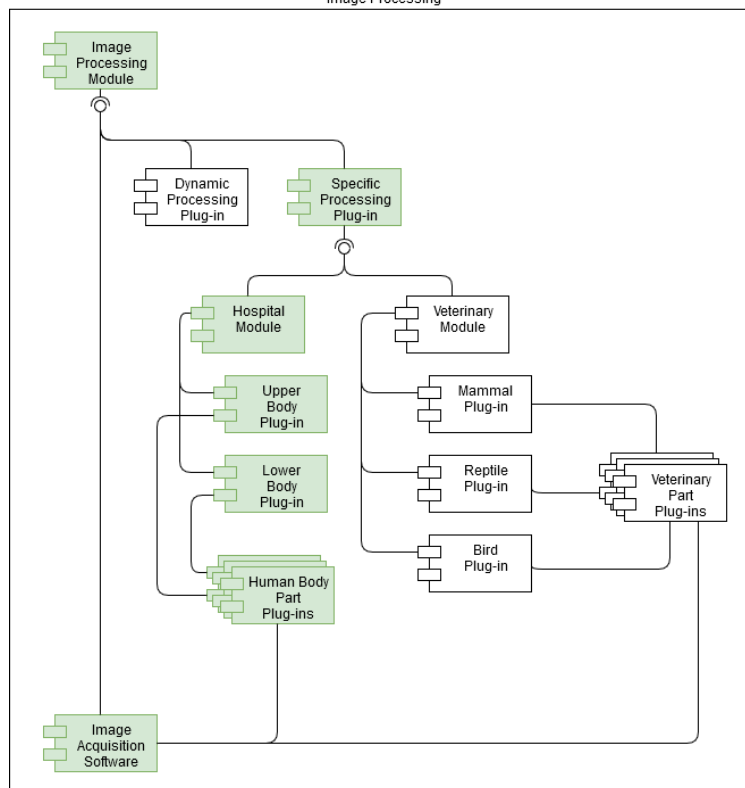 Image Processing
Image
Processing
Module
Dynamic
Processing
Plug-in
Specific
Processing
Plug-in
Hospital
Module
Veterinary
Module
Upper
Body
Plug-in
Mammal
Plug-in
Lower
Body
Plug-in
Reptile
Plug-in
Veterinary
Part
Plug-ins
Bird
Plug-in
Human Body
Part
Plug-ins
Image
Acquisition
Software